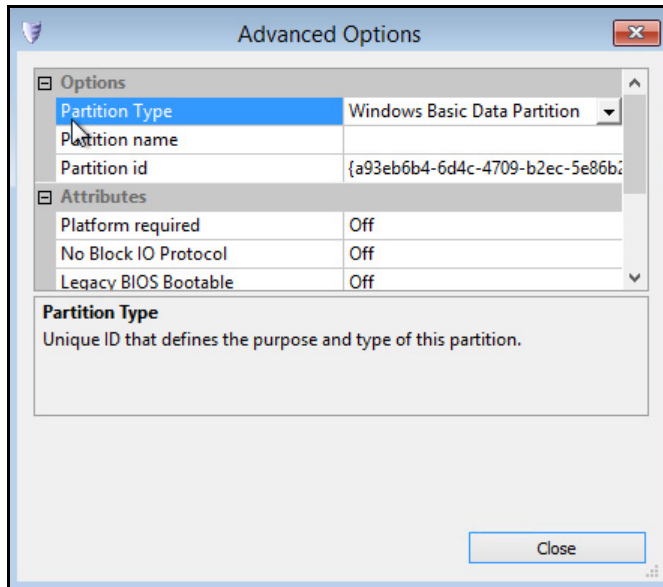 Advanced Options
Options
Partition Type Windows Basic Data Partition
Partition name
Partition id {a93eb6b4-6d4c-4709-b2ec-5e86b2
Attributes
Platform required Off
No Block IO Protocol Off
Legacy BIOS Bootable Off
Partition Type
Unique ID that defines the purpose and type of this partition.
Close